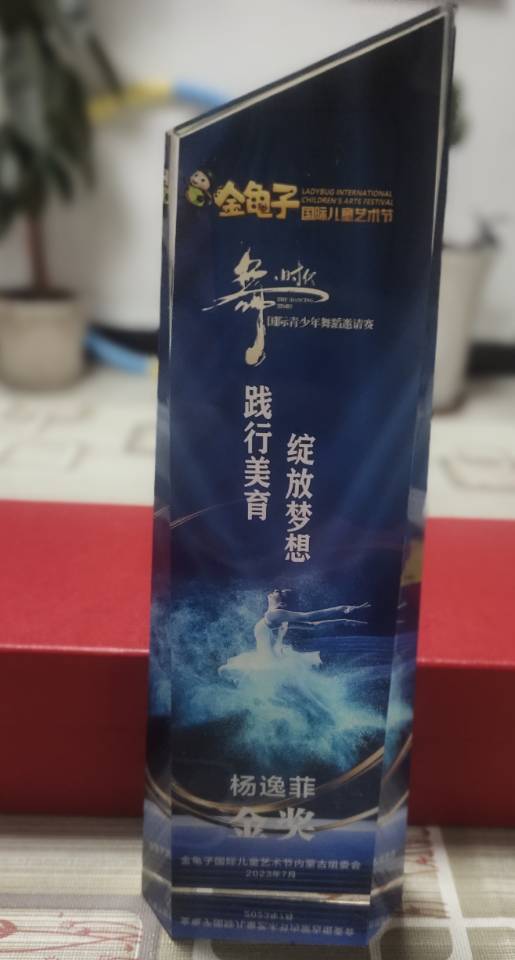 金龟子
LADYBUG INTERNATIONAL
CHILDREN'S ARTS FESTIVAL
国际儿童艺术节
舞·时代
THE DANCING
国际青少年舞蹈邀请赛
践行美育
绽放梦想
杨逸菲
金奖
金龟子国际儿童艺术节内蒙古组委会
2023年7月